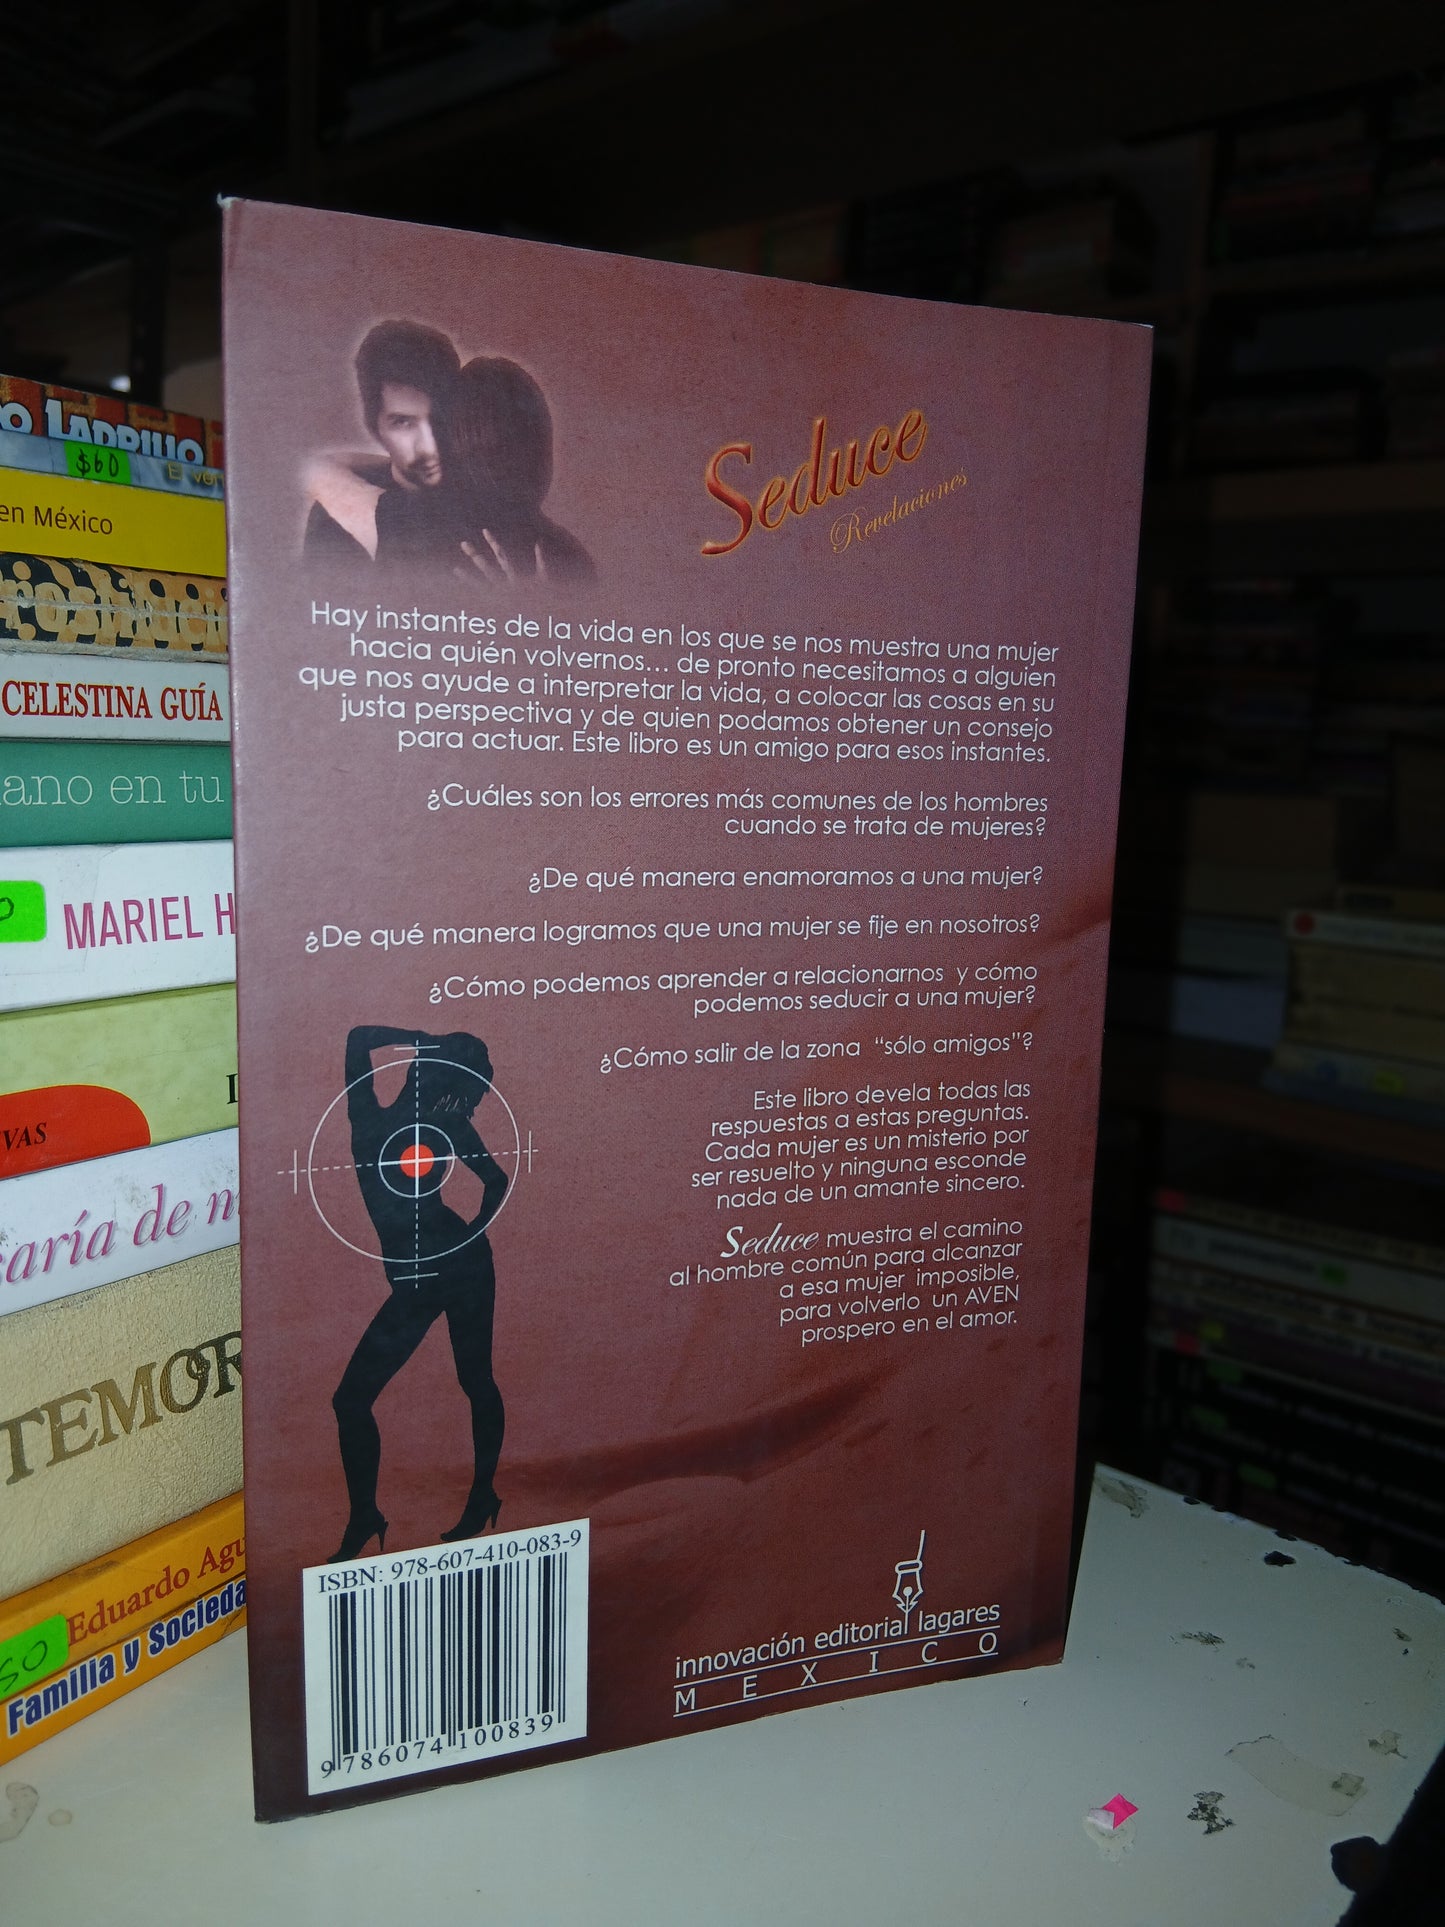 LADRILLO
$60
en México
CELESTINA GUÍA
ano en tu
MARIEL H
VAS
saría de n
TEMOR
Eduardo Agu
50
Familia y Socieda
Seduce
Revelaciones
Hay instantes de la vida en los que se nos muestra una mujer
hacia quién volvernos... de pronto necesitamos a alguien
que nos ayude a interpretar la vida, a colocar las cosas en su
justa perspectiva y de quien podamos obtener un consejo
para actuar. Este libro es un amigo para esos instantes.
¿Cuáles son los errores más comunes de los hombres
cuando se trata de mujeres?
¿De qué manera enamoramos a una mujer?
¿De qué manera logramos que una mujer se fije en nosotros?
¿Cómo podemos aprender a relacionarnos y cómo
podemos seducir a una mujer?
¿Cómo salir de la zona "sólo amigos"?
Este libro devela todas las
respuestas a estas preguntas.
Cada mujer es un misterio por
ser resuelto y ninguna esconde
nada de un amante sincero.
Seduce muestra el camino
al hombre común para alcanzar
a esa mujer imposible,
para volverlo un AVEN
prospero en el amor.
ISBN: 978-607-410-083-9
9786074100839
innovación editorial lagares
MEXICO